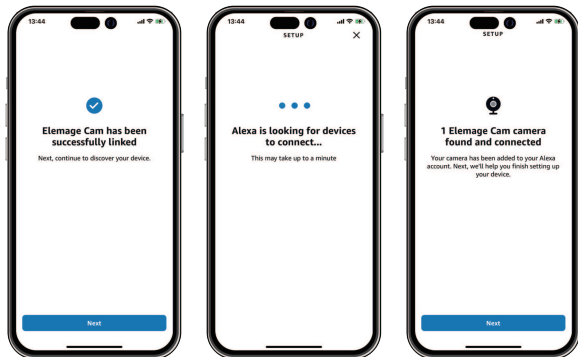 13:44
Elemage Cam has been
successfully linked
Next, continue to discover your device.
Next
13:44
SETUP
Alexa is looking for devices
to connect...
This may take up to a minute
13:44
SETUP
1 Elemage Cam camera
found and connected
Your camera has been added to your Alexa
account. Next, we'll help you finish setting up
your device.
Next